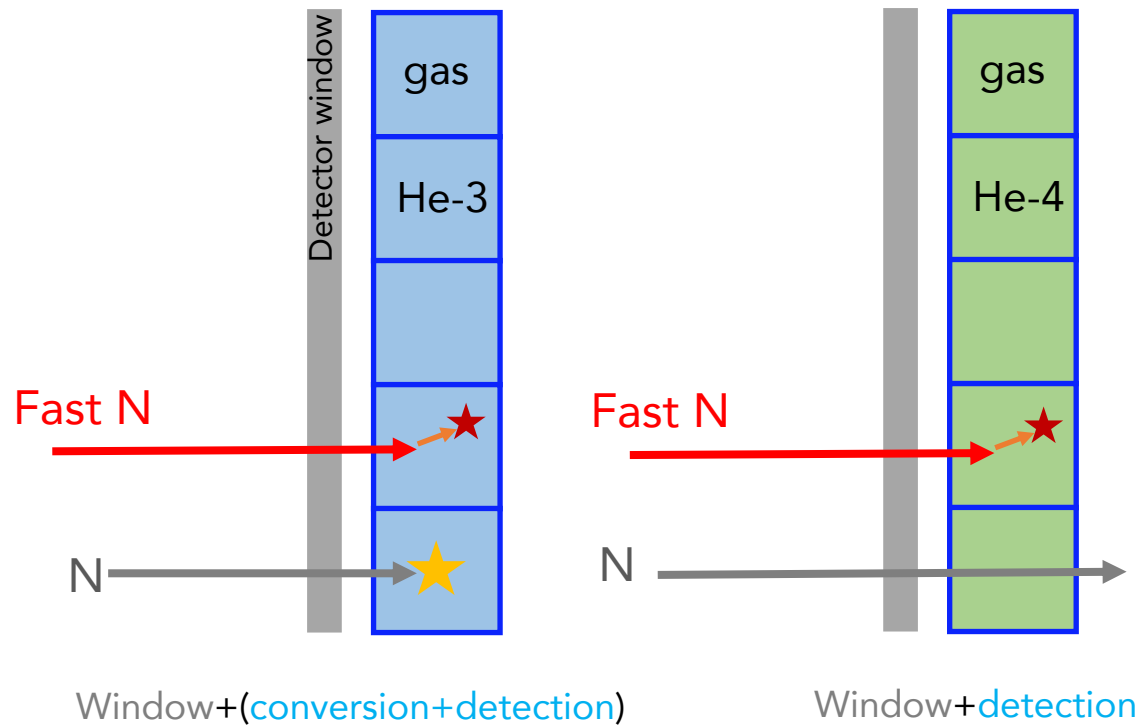 Detector window
gas
He-3
Fast N
N
Window+(conversion+detection)
gas
He-4
Fast N
N
Window+detection